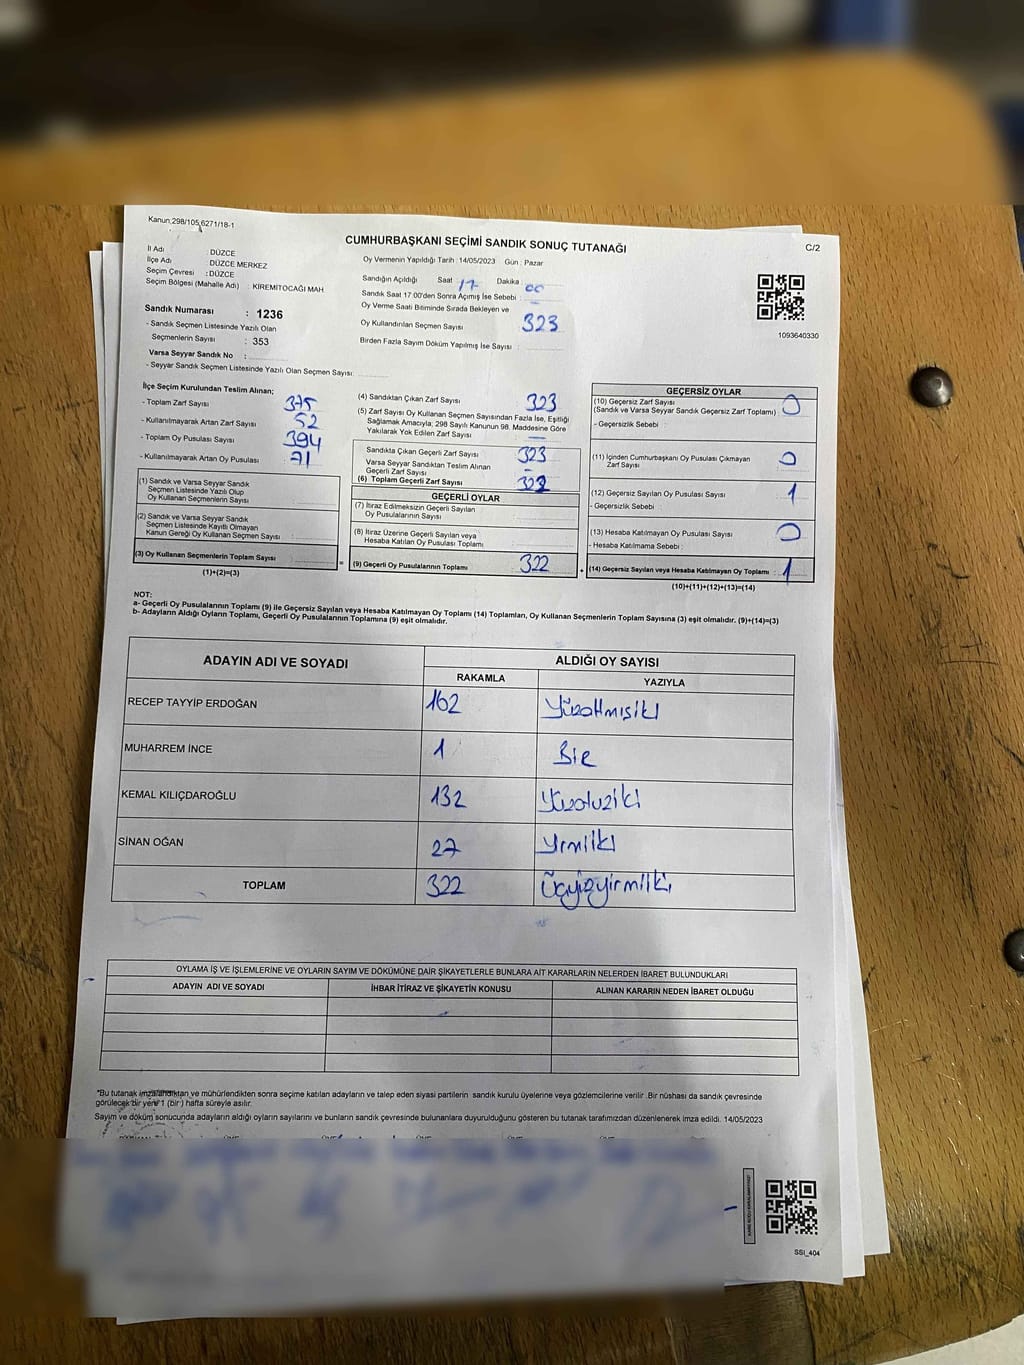 Kanun:298/105,6271/18-1
CUMHURBAŞKANI SEÇİMİ SANDIK SONUÇ TUTANAĞI
C/2
İl Adı : DÜZCE
İlçe Adı : DÜZCE MERKEZ
Seçim Çevresi : DÜZCE
Seçim Bölgesi (Mahalle Adı) : KİREMİTOCAĞI MAH
Oy Vermenin Yapıldığı Tarih : 14/05/2023 Gün : Pazar
Sandığın Açıldığı Saat 17 Dakika 00
Sandık Saat 17:00'den Sonra Açımış İse Sebebi :
Oy Verme Saati Bitiminde Sırada Bekleyen ve
Oy Kullandırılan Seçmen Sayısı 323
Birden Fazla Sayım Döküm Yapılmış İse Sayısı :
1093640330
Sandık Numarası : 1236
- Sandık Seçmen Listesinde Yazılı Olan
Seçmenlerin Sayısı : 353
Varsa Seyyar Sandık No :
- Seyyar Sandık Seçmen Listesinde Yazılı Olan Seçmen Sayısı:
İlçe Seçim Kurulundan Teslim Alınan;
- Toplam Zarf Sayısı 375
- Kullanılmayarak Artan Zarf Sayısı 52
- Toplam Oy Pusulası Sayısı 394
- Kullanılmayarak Artan Oy Pusulası 71
(1) Sandık ve Varsa Seyyar Sandık
Seçmen Listesinde Yazılı Olup
Oy Kullanan Seçmenlerin Sayısı
(2) Sandık ve Varsa Seyyar Sandık
Seçmen Listesinde Kayıtlı Olmayan
Kanun Gereği Oy Kullanan Seçmen Sayısı
(3) Oy Kullanan Seçmenlerin Toplam Sayısı
(1)+(2)=(3)
(4) Sandıktan Çıkan Zarf Sayısı 323
(5) Zarf Sayısı Oy Kullanan Seçmen Sayısından Fazla İse, Eşitliği
Sağlamak Amacıyla; 298 Sayılı Kanunun 98. Maddesine Göre
Yakılarak Yok Edilen Zarf Sayısı —
Sandıkta Çıkan Geçerli Zarf Sayısı 323
Varsa Seyyar Sandıktan Teslim Alınan
Geçerli Zarf Sayısı —
(6) Toplam Geçerli Zarf Sayısı
GEÇERLİ OYLAR
(7) İtiraz Edilmeksizin Geçerli Sayılan
Oy Pusulalarının Sayısı
(8) İtiraz Üzerine Geçerli Sayılan veya
Hesaba Katılan Oy Pusulası Toplamı
(9) Geçerli Oy Pusulalarının Toplamı 322
GEÇERSİZ OYLAR
(10) Geçersiz Zarf Sayısı
(Sandık ve Varsa Seyyar Sandık Geçersiz Zarf Toplamı) 0
- Geçersizlik Sebebi :
(11) İçinden Cumhurbaşkanı Oy Pusulası Çıkmayan
Zarf Sayısı 0
(12) Geçersiz Sayılan Oy Pusulası Sayısı 1
- Geçersizlik Sebebi :
(13) Hesaba Katılmayan Oy Pusulası Sayısı 0
- Hesaba Katılmama Sebebi :
(14) Geçersiz Sayılan veya Hesaba Katılmayan Oy Toplamı 1
(10)+(11)+(12)+(13)=(14)
NOT:
a- Geçerli Oy Pusulalarının Toplamı (9) ile Geçersiz Sayılan veya Hesaba Katılmayan Oy Toplamı (14) Toplamları, Oy Kullanan Seçmenlerin Toplam Sayısına (3) eşit olmalıdır. (9)+(14)=(3)
b- Adayların Aldığı Oyların Toplamı, Geçerli Oy Pusulalarının Toplamına (9) eşit olmalıdır.
ADAYIN ADI VE SOYADI ALDIĞI OY SAYISI
RAKAMLA YAZIYLA
RECEP TAYYİP ERDOĞAN 162 Yüzatmışiki
MUHARREM İNCE 1 Bir
KEMAL KILIÇDAROĞLU 132 Yüzotuziki
SİNAN OĞAN 27
TOPLAM 322 Üçyüzyirmiiki
OYLAMA İŞ VE İŞLEMLERİNE VE OYLARIN SAYIM VE DÖKÜMÜNE DAİR ŞİKAYETLERLE BUNLARA AİT KARARLARIN NELERDEN İBARET BULUNDUKLARI
ADAYIN ADI VE SOYADI İHBAR İTİRAZ VE ŞİKAYETİN KONUSU ALINAN KARARIN NEDEN İBARET OLDUĞU
*Bu tutanak imzalandıktan ve mühürlendikten sonra seçime katılan adayların ve talep eden siyasi partilerin sandık kurulu üyelerine veya gözlemcilerine verilir .Bir nüshası da sandık çevresinde
görülecek bir yere 1 (bir ) hafta süreyle asılır.
Sayım ve döküm sonucunda adayların aldığı oyların sayılarını ve bunların sandık çevresinde bulunanlara duyurulduğunu gösteren bu tutanak tarafımızdan düzenlenerek imza edildi. 14/05/2023
SSI_404